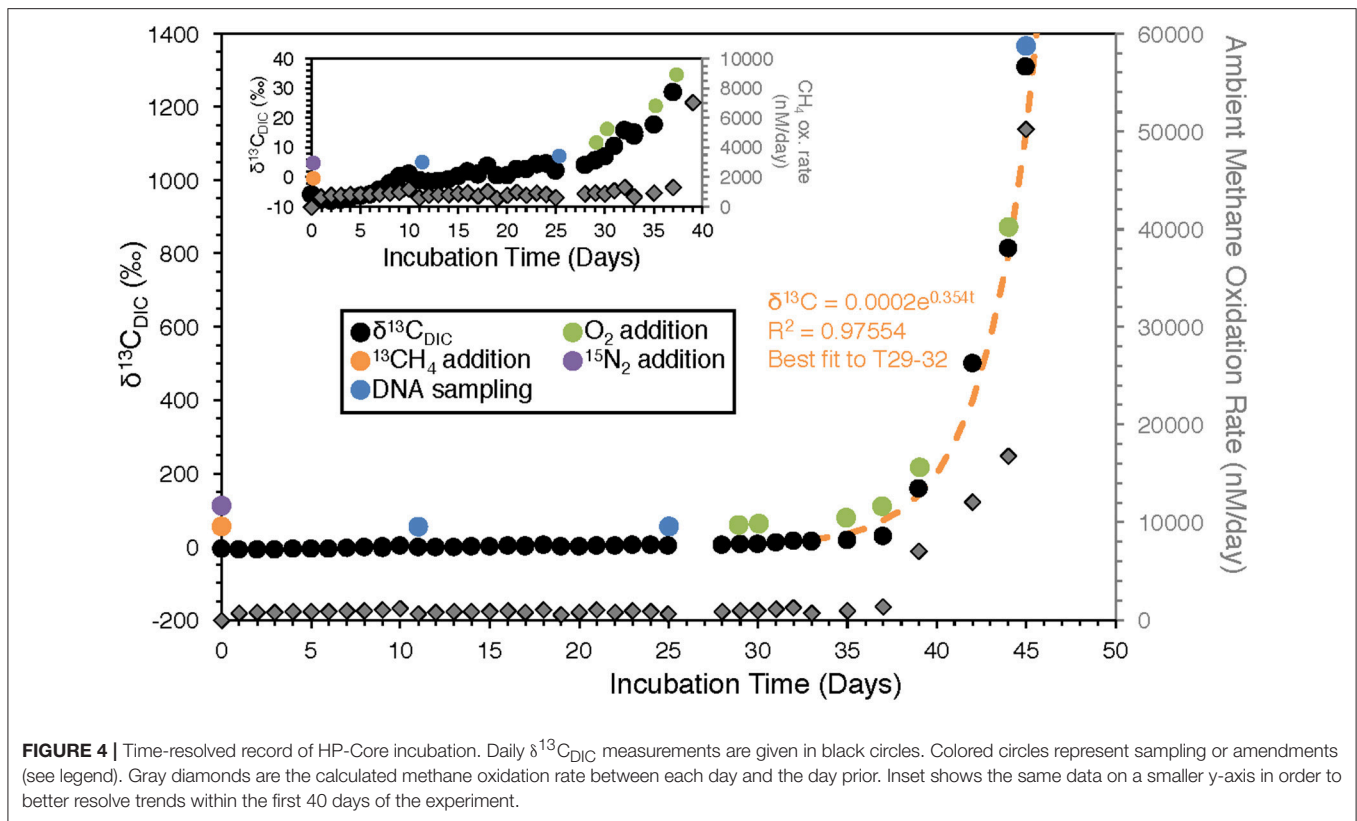 1400
1200
1000
800
600
400
200
0
-200
δ¹³C_DIC (‰)
0 5 10 15 20 25 30 35 40 45 50
Incubation Time (Days)
60000
50000
40000
30000
20000
10000
0
Ambient Methane Oxidation Rate (nM/day)
40
30
20
10
0
-10
δ¹³C_DIC (‰)
0 5 10 15 20 25 30 35 40
Incubation Time (Days)
10000
8000
6000
4000
2000
0
CH₄ ox. rate
(nM/day)
δ¹³C_DIC
O₂ addition
¹³CH₄ addition
¹⁵N₂ addition
DNA sampling
δ¹³C = 0.0002e^0.354t
R² = 0.97554
Best fit to T29-32
FIGURE 4 | Time-resolved record of HP-Core incubation. Daily δ¹³C_DIC measurements are given in black circles. Colored circles represent sampling or amendments
(see legend). Gray diamonds are the calculated methane oxidation rate between each day and the day prior. Inset shows the same data on a smaller y-axis in order to
better resolve trends within the first 40 days of the experiment.